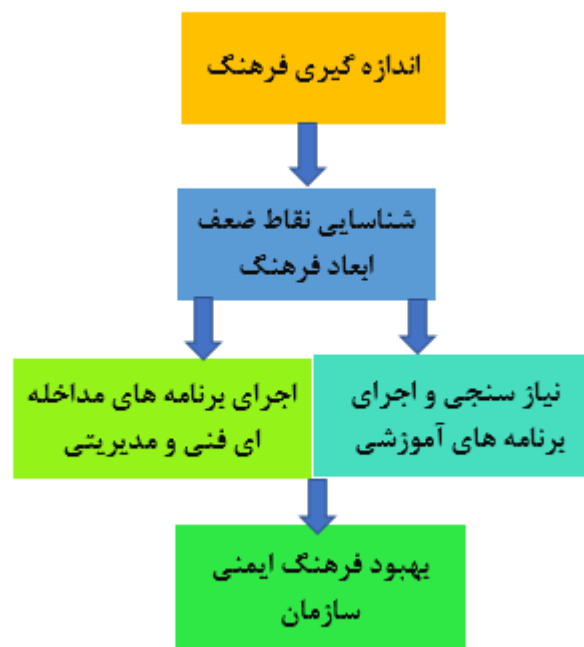 اندازه گیری فرهنگ
شناسایی نقاط ضعف
ابعاد فرهنگ
نیاز سنجی و اجرای
برنامه های آموزشی
اجرای برنامه های مداخله
ای فنی و مدیریتی
بهبود فرهنگ ایمنی
سازمان